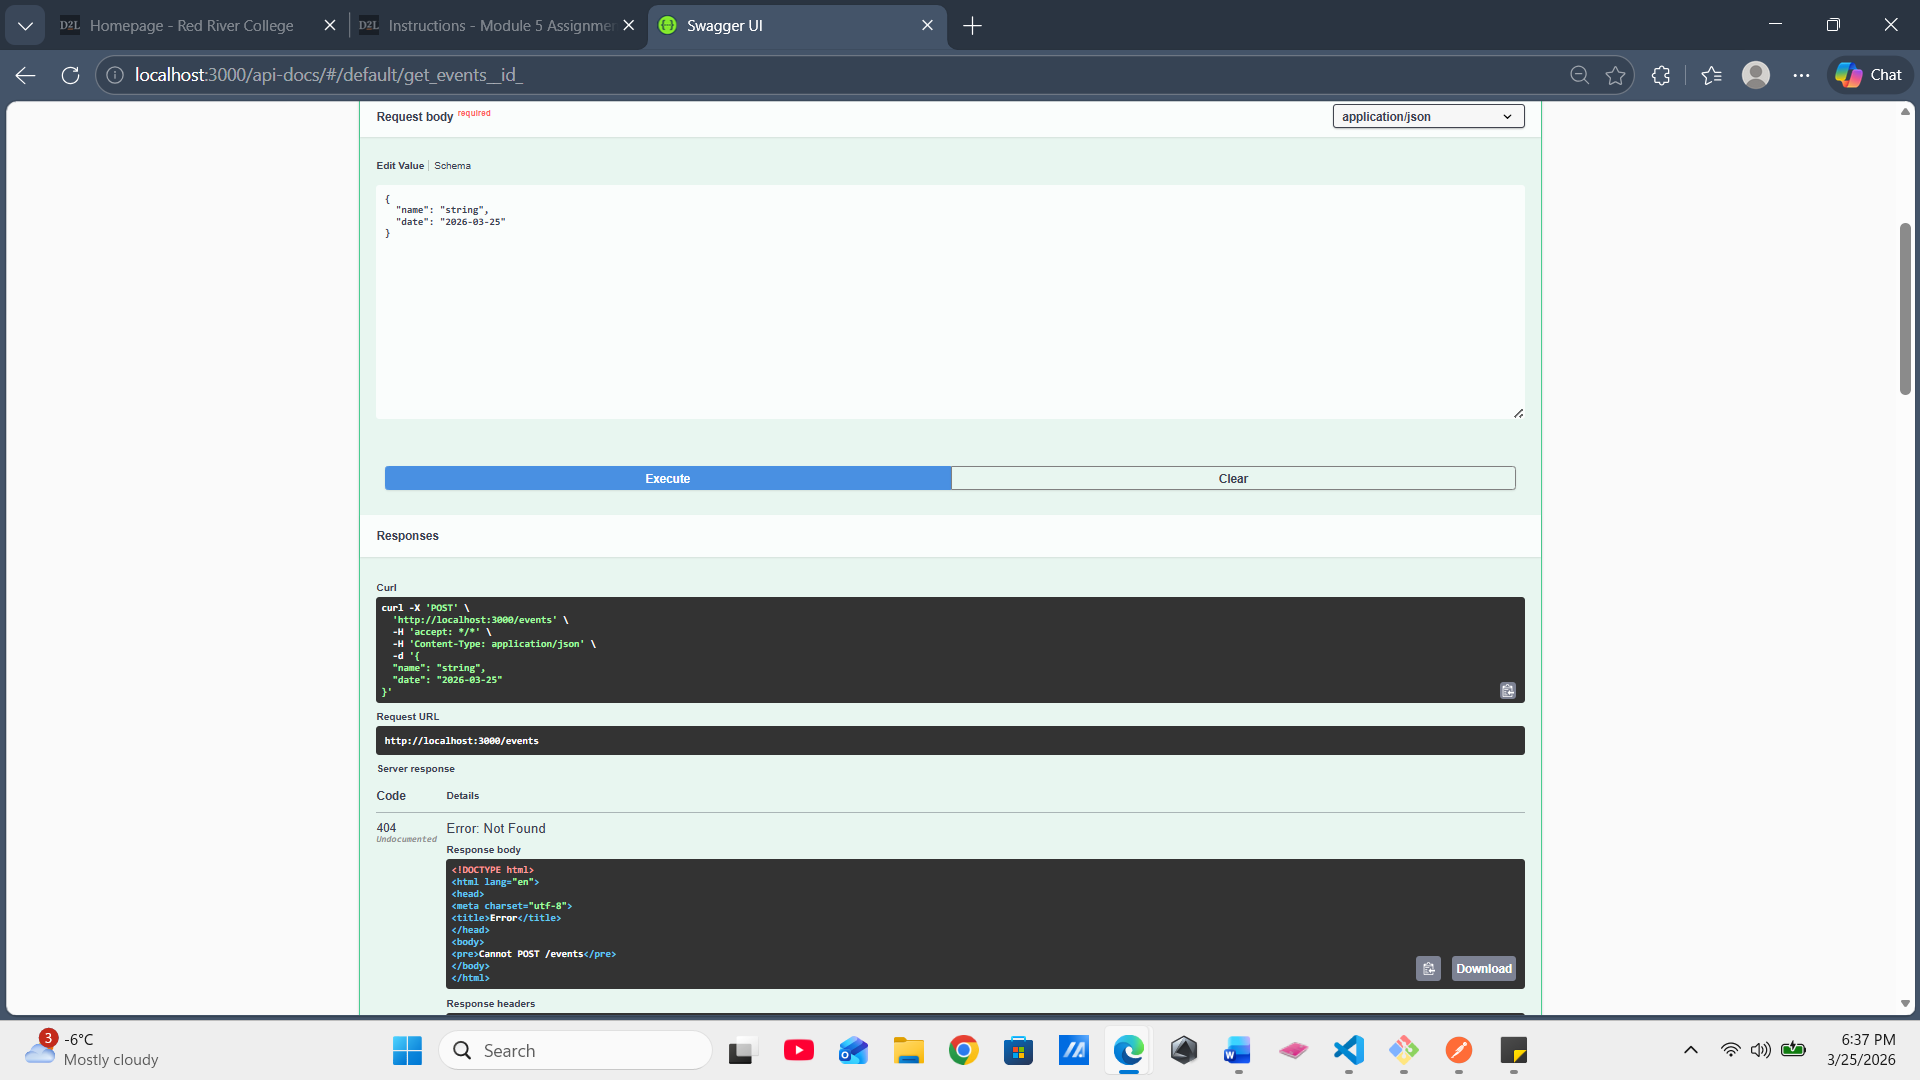 Homepage - Red River College
Instructions - Module 5 Assignmen
Swagger UI
localhost:3000/api-docs/#/default/get_events__id_
Chat
Request body required
application/json
Edit Value
Schema
{
  "name": "string",
  "date": "2026-03-25"
}
Execute
Clear
Responses
Curl
curl -X 'POST' \
  'http://localhost:3000/events' \
  -H 'accept: */*' \
  -H 'Content-Type: application/json' \
  -d '{
  "name": "string",
  "date": "2026-03-25"
}'
Request URL
http://localhost:3000/events
Server response
Code
Details
404
Undocumented
Error: Not Found
Response body
<!DOCTYPE html>
<html lang="en">
<head>
<meta charset="utf-8">
<title>Error</title>
</head>
<body>
<pre>Cannot POST /events</pre>
</body>
</html>
Download
Response headers
3
-6°C
Mostly cloudy
Search
6:37 PM
3/25/2026